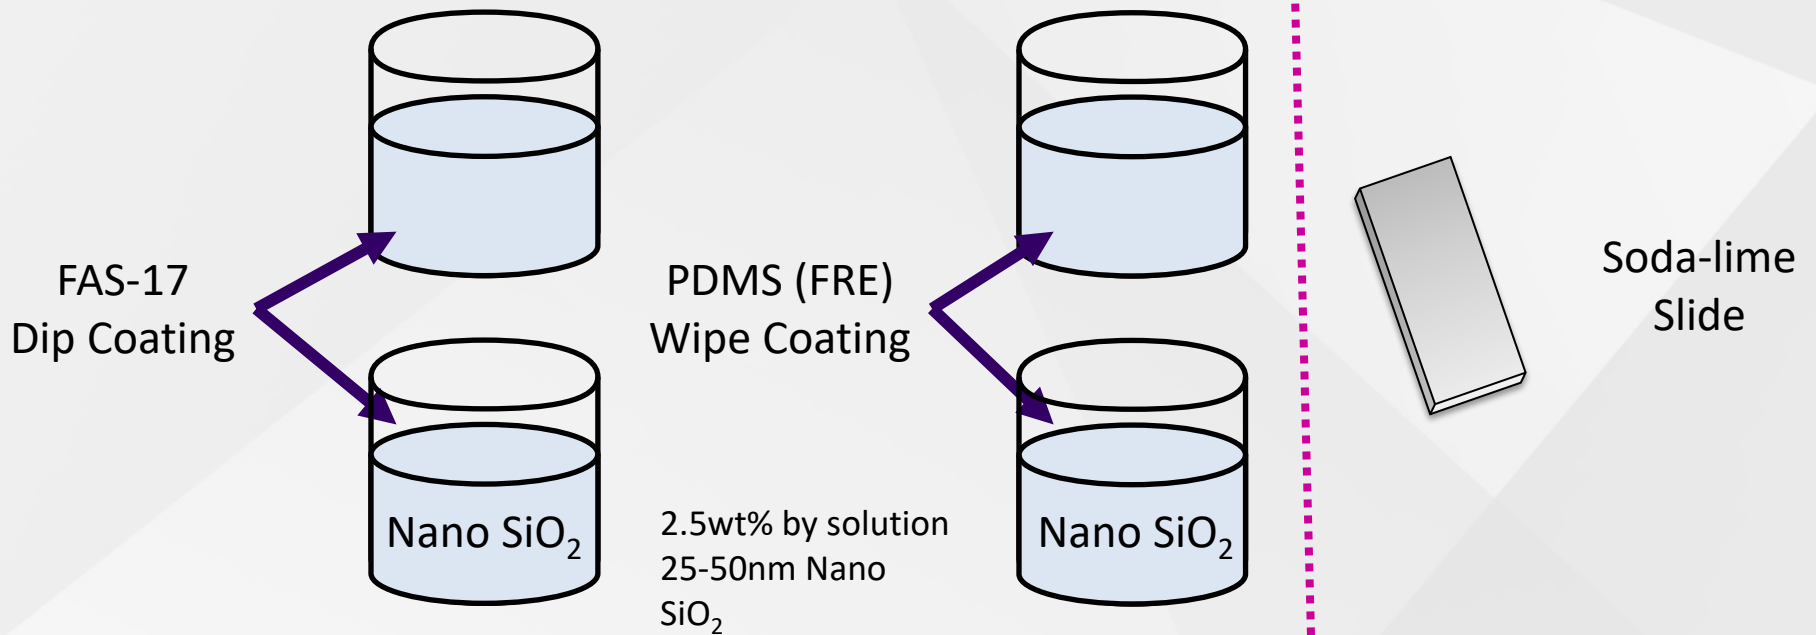 FAS-17
Dip Coating
Nano SiO₂
PDMS (FRE)
Wipe Coating
2.5wt% by solution
25-50nm Nano
SiO₂
Nano SiO₂
Soda-lime
Slide